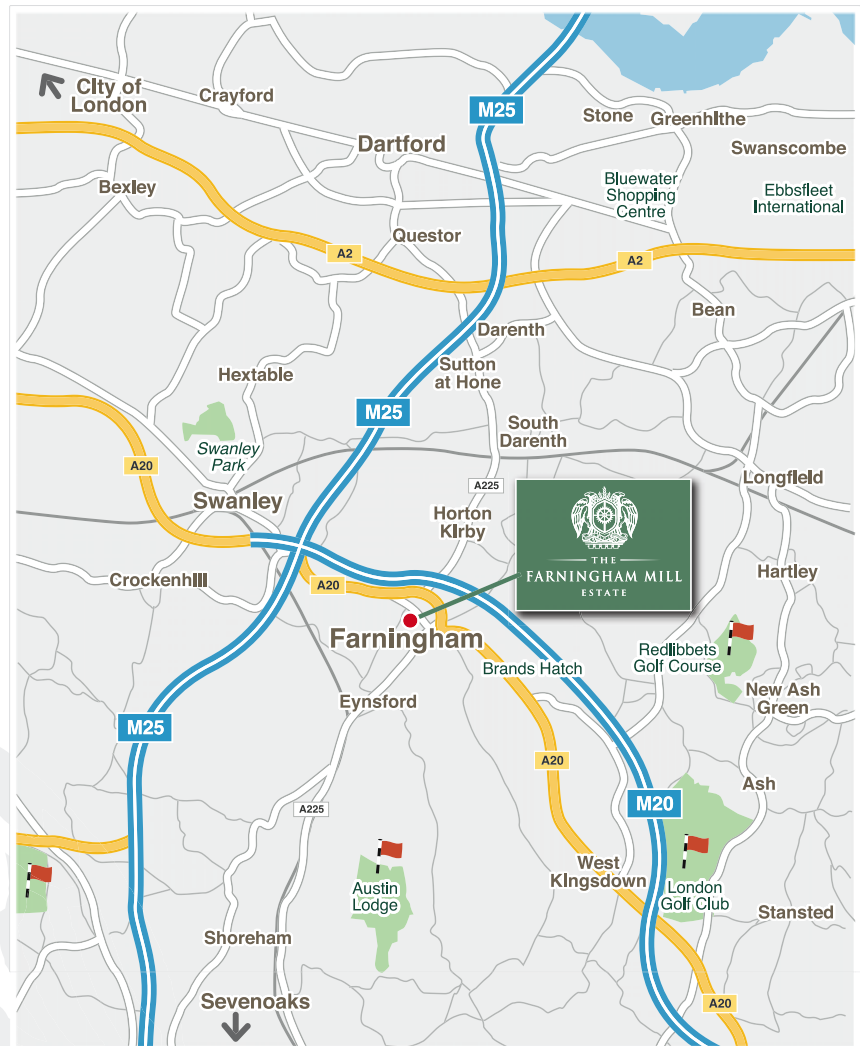 City of
London
Crayford
M25
Stone
Greenhithe
Dartford
Swanscombe
Bexley
Bluewater
Shopping
Centre
Ebbsfleet
International
Questor
A2
A2
Bean
Darenth
Sutton
at Hone
Hextable
M25
South
Darenth
Swanley
Park
A20
Longfield
A225
Swanley
Horton
Kirby
THE
FARNINGHAM MILL
ESTATE
Crockenhill
A20
Hartley
Farningham
Redlibbets
Golf Course
Brands Hatch
New Ash
Green
Eynsford
M25
A20
Ash
M20
A225
West
Kingsdown
Austin
Lodge
London
Golf Club
Stansted
Shoreham
Sevenoaks
A20